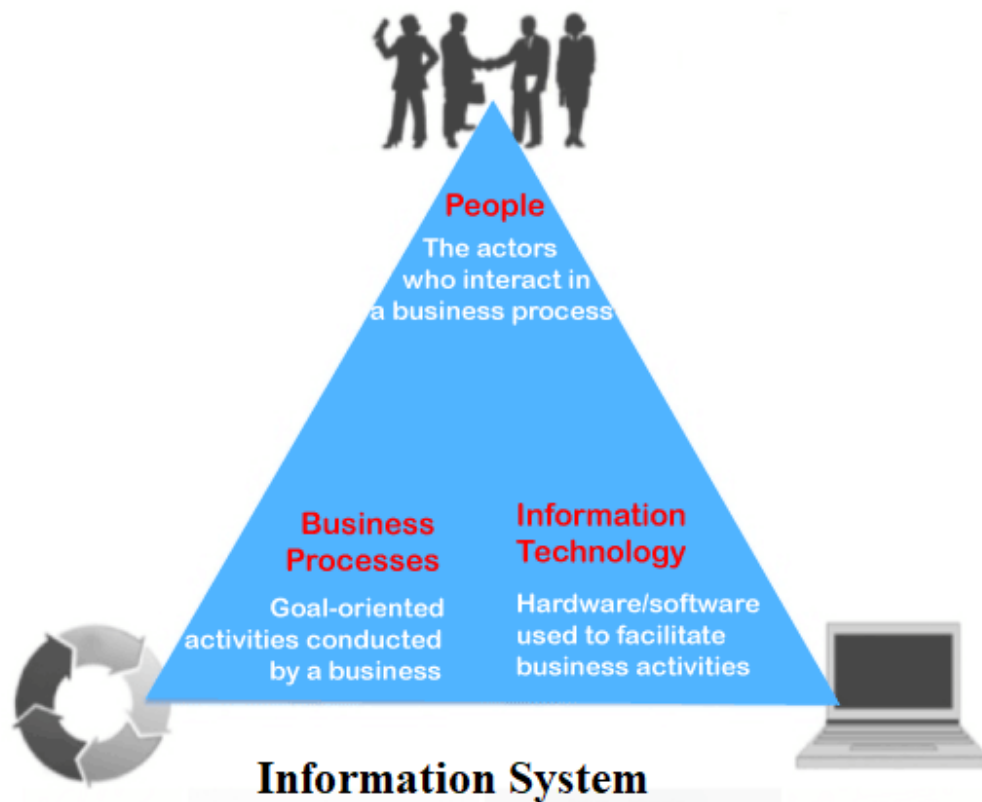 People
The actors
who interact in
a business process
Business
Processes
Goal-oriented
activities conducted
by a business
Information
Technology
Hardware/software
used to facilitate
business activities
Information System